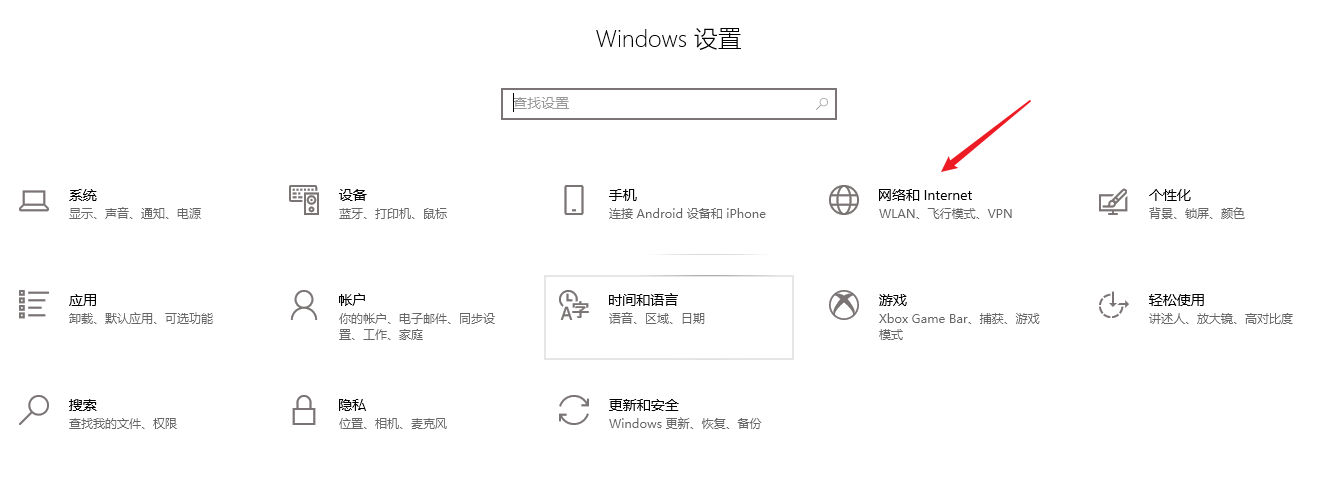 Windows 设置
查找设置
系统
显示、声音、通知、电源
设备
蓝牙、打印机、鼠标
手机
连接 Android 设备和 iPhone
网络和 Internet
WLAN、飞行模式、VPN
个性化
背景、锁屏、颜色
应用
卸载、默认应用、可选功能
帐户
你的帐户、电子邮件、同步设
置、工作、家庭
时间和语言
语音、区域、日期
游戏
Xbox Game Bar、捕获、游戏
模式
轻松使用
讲述人、放大镜、高对比度
搜索
查找我的文件、权限
隐私
位置、相机、麦克风
更新和安全
Windows 更新、恢复、备份